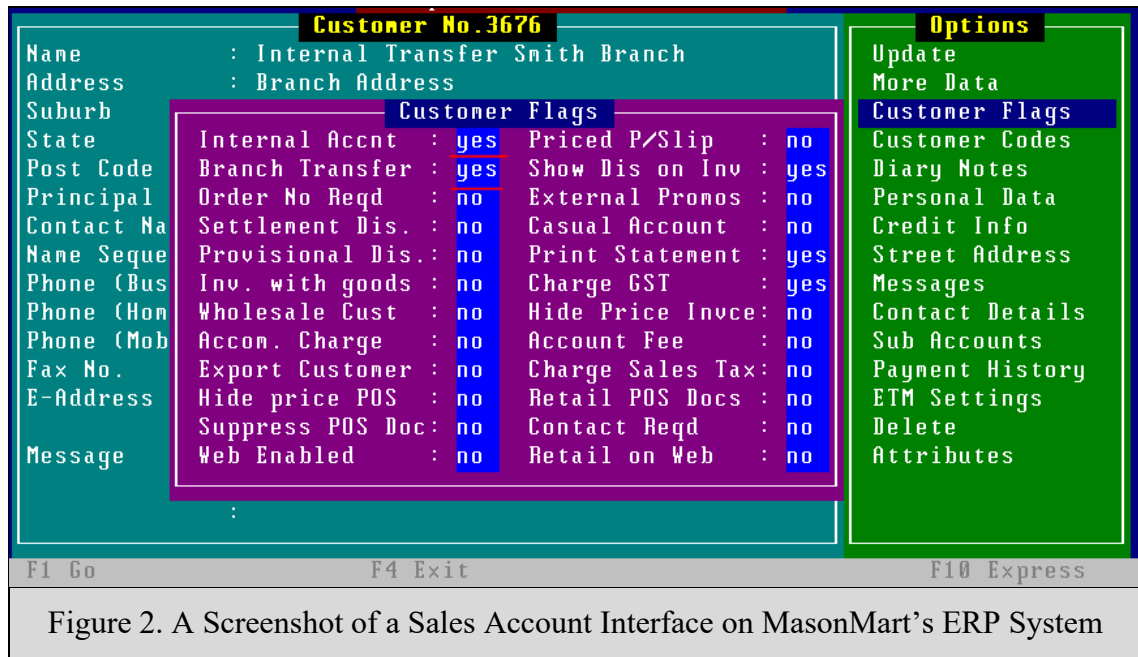 Customer No.3676
Name : Internal Transfer Smith Branch
Address : Branch Address
Suburb
State
Post Code
Principal
Contact Na
Name Seque
Phone (Bus
Phone (Hom
Phone (Mob
Fax No.
E-Address
Message
:
Customer Flags
Internal Accnt : yes Priced P/Slip : no
Branch Transfer : yes Show Dis on Inv : yes
Order No Reqd : no External Promos : no
Settlement Dis. : no Casual Account : no
Provisional Dis.: no Print Statement : yes
Inv. with goods : no Charge GST : yes
Wholesale Cust : no Hide Price Invce: no
Accom. Charge : no Account Fee : no
Export Customer : no Charge Sales Tax: no
Hide price POS : no Retail POS Docs : no
Suppress POS Doc: no Contact Reqd : no
Web Enabled : no Retail on Web : no
Options
Update
More Data
Customer Flags
Customer Codes
Diary Notes
Personal Data
Credit Info
Street Address
Messages
Contact Details
Sub Accounts
Payment History
ETM Settings
Delete
Attributes
F1 Go F4 Exit F10 Express
Figure 2. A Screenshot of a Sales Account Interface on MasonMart's ERP System